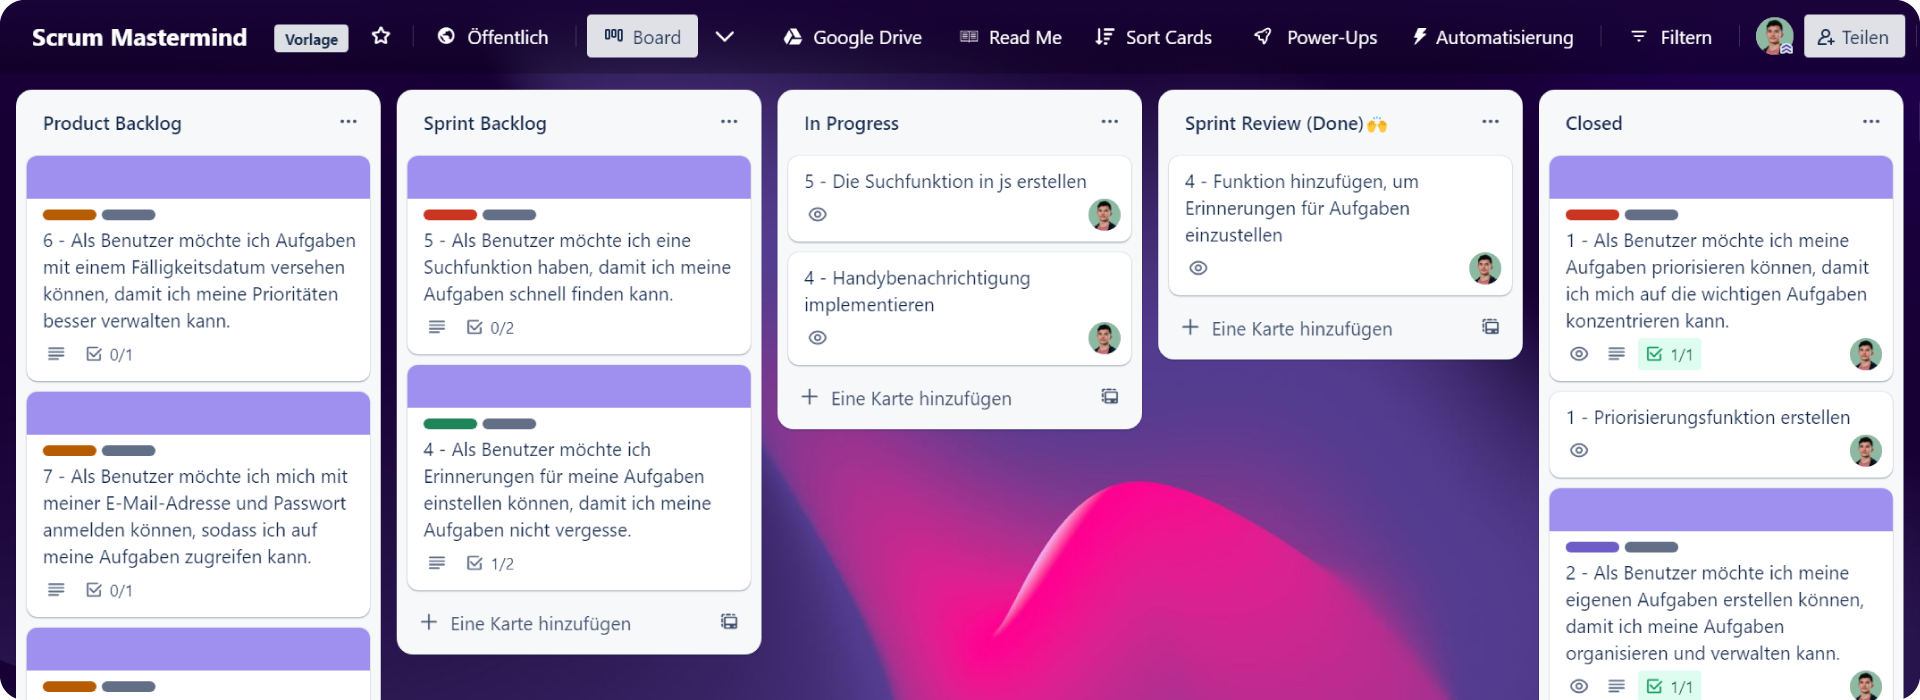 Scrum Mastermind Vorlage Öffentlich Board Google Drive Read Me Sort Cards Power-Ups Automatisierung Filtern Teilen
Product Backlog
6 - Als Benutzer möchte ich Aufgaben
mit einem Fälligkeitsdatum versehen
können, damit ich meine Prioritäten
besser verwalten kann.
0/1
7 - Als Benutzer möchte ich mich mit
meiner E-Mail-Adresse und Passwort
anmelden können, sodass ich auf
meine Aufgaben zugreifen kann.
0/1
Sprint Backlog
5 - Als Benutzer möchte ich eine
Suchfunktion haben, damit ich meine
Aufgaben schnell finden kann.
0/2
4 - Als Benutzer möchte ich
Erinnerungen für meine Aufgaben
einstellen können, damit ich meine
Aufgaben nicht vergesse.
1/2
Eine Karte hinzufügen
In Progress
5 - Die Suchfunktion in js erstellen
4 - Handybenachrichtigung
implementieren
Eine Karte hinzufügen
Sprint Review (Done)🙌
4 - Funktion hinzufügen, um
Erinnerungen für Aufgaben
einzustellen
Eine Karte hinzufügen
Closed
1 - Als Benutzer möchte ich meine
Aufgaben priorisieren können, damit
ich mich auf die wichtigen Aufgaben
konzentrieren kann.
1/1
1 - Priorisierungsfunktion erstellen
2 - Als Benutzer möchte ich meine
eigenen Aufgaben erstellen können,
damit ich meine Aufgaben
organisieren und verwalten kann.
1/1